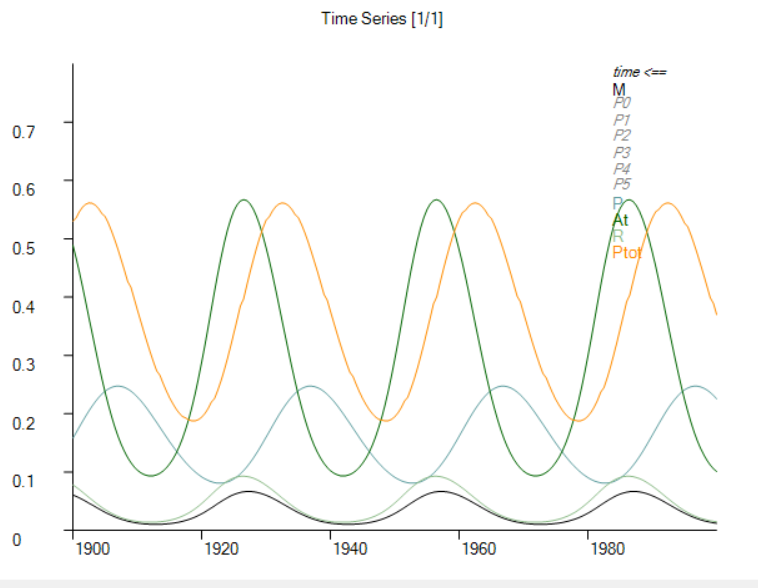 Time Series [1/1]
time <==
M
P0
P1
P2
P3
P4
P5
P
At
R
Ptot
0.7
0.6
0.5
0.4
0.3
0.2
0.1
0
1900 1920 1940 1960 1980